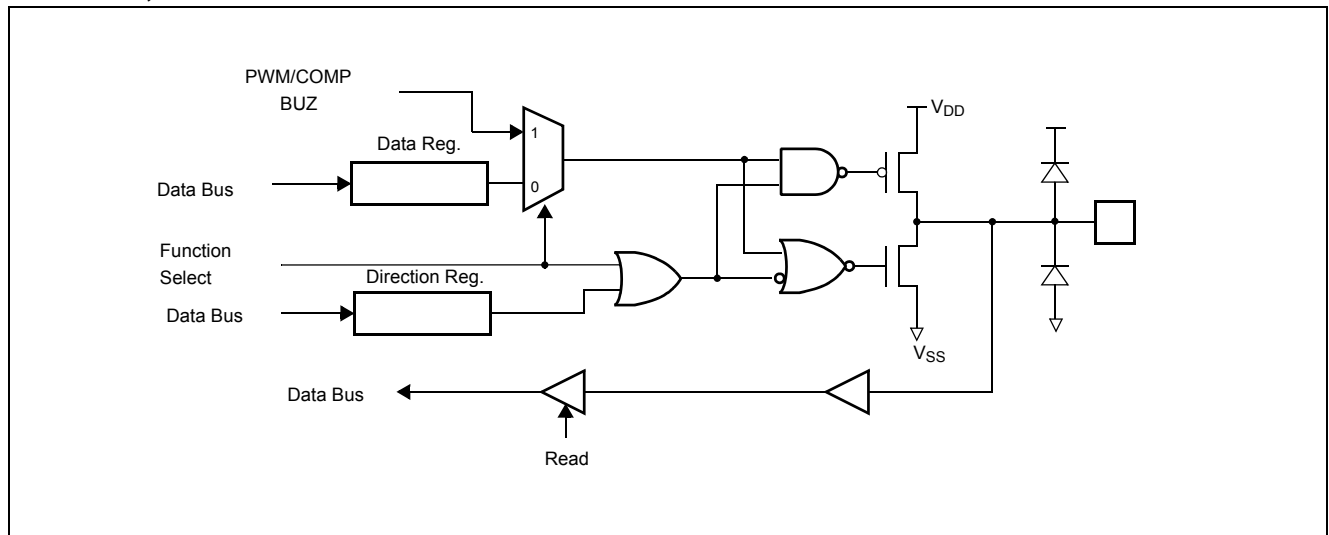 PWM/COMP
BUZ
VDD
1
Data Reg.
0
Data Bus
Function
Select
Direction Reg.
Data Bus
VSS
Data Bus
Read